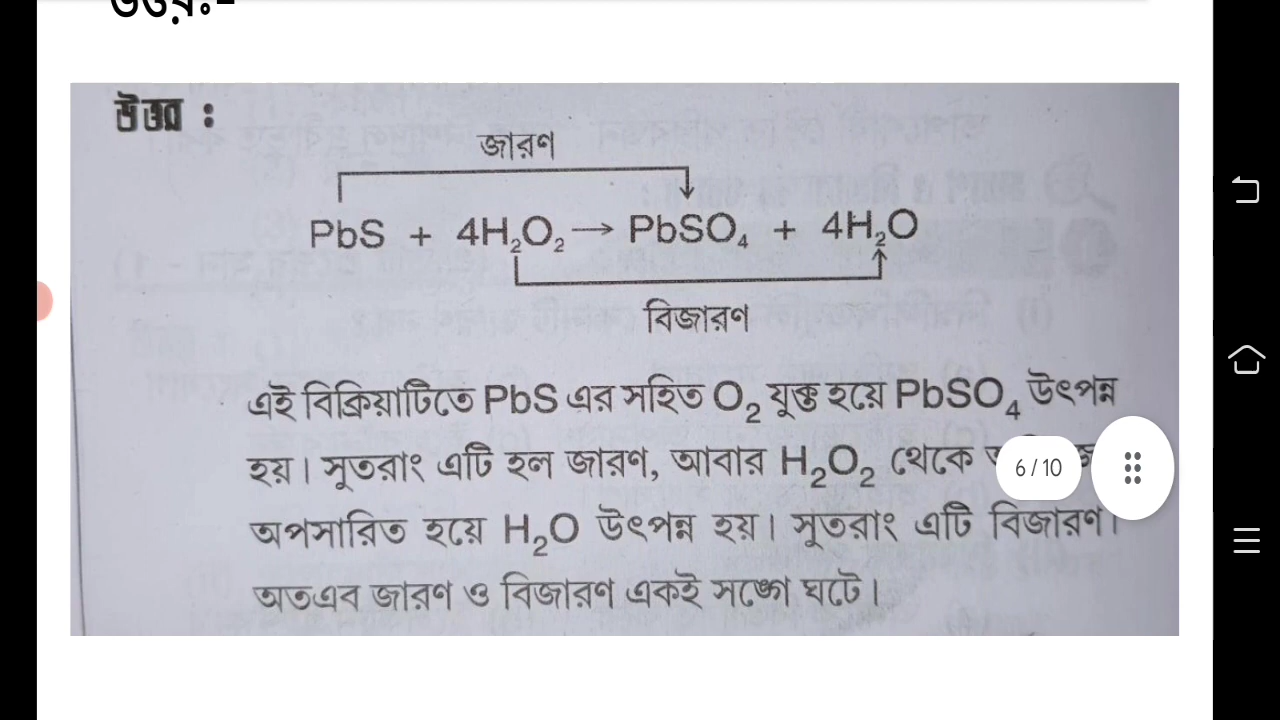 উত্তরঃ-
উত্তর :
জারণ
PbS + 4H₂O₂ → PbSO₄ + 4H₂O
বিজারণ
এই বিক্রিয়াটিতে PbS এর সহিত O₂ যুক্ত হয়ে PbSO₄ উৎপন্ন
হয়। সুতরাং এটি হল জারণ, আবার H₂O₂ থেকে
6 / 10
অপসারিত হয়ে H₂O উৎপন্ন হয়। সুতরাং এটি বিজারণ।
অতএব জারণ ও বিজারণ একই সঙ্গে ঘটে।